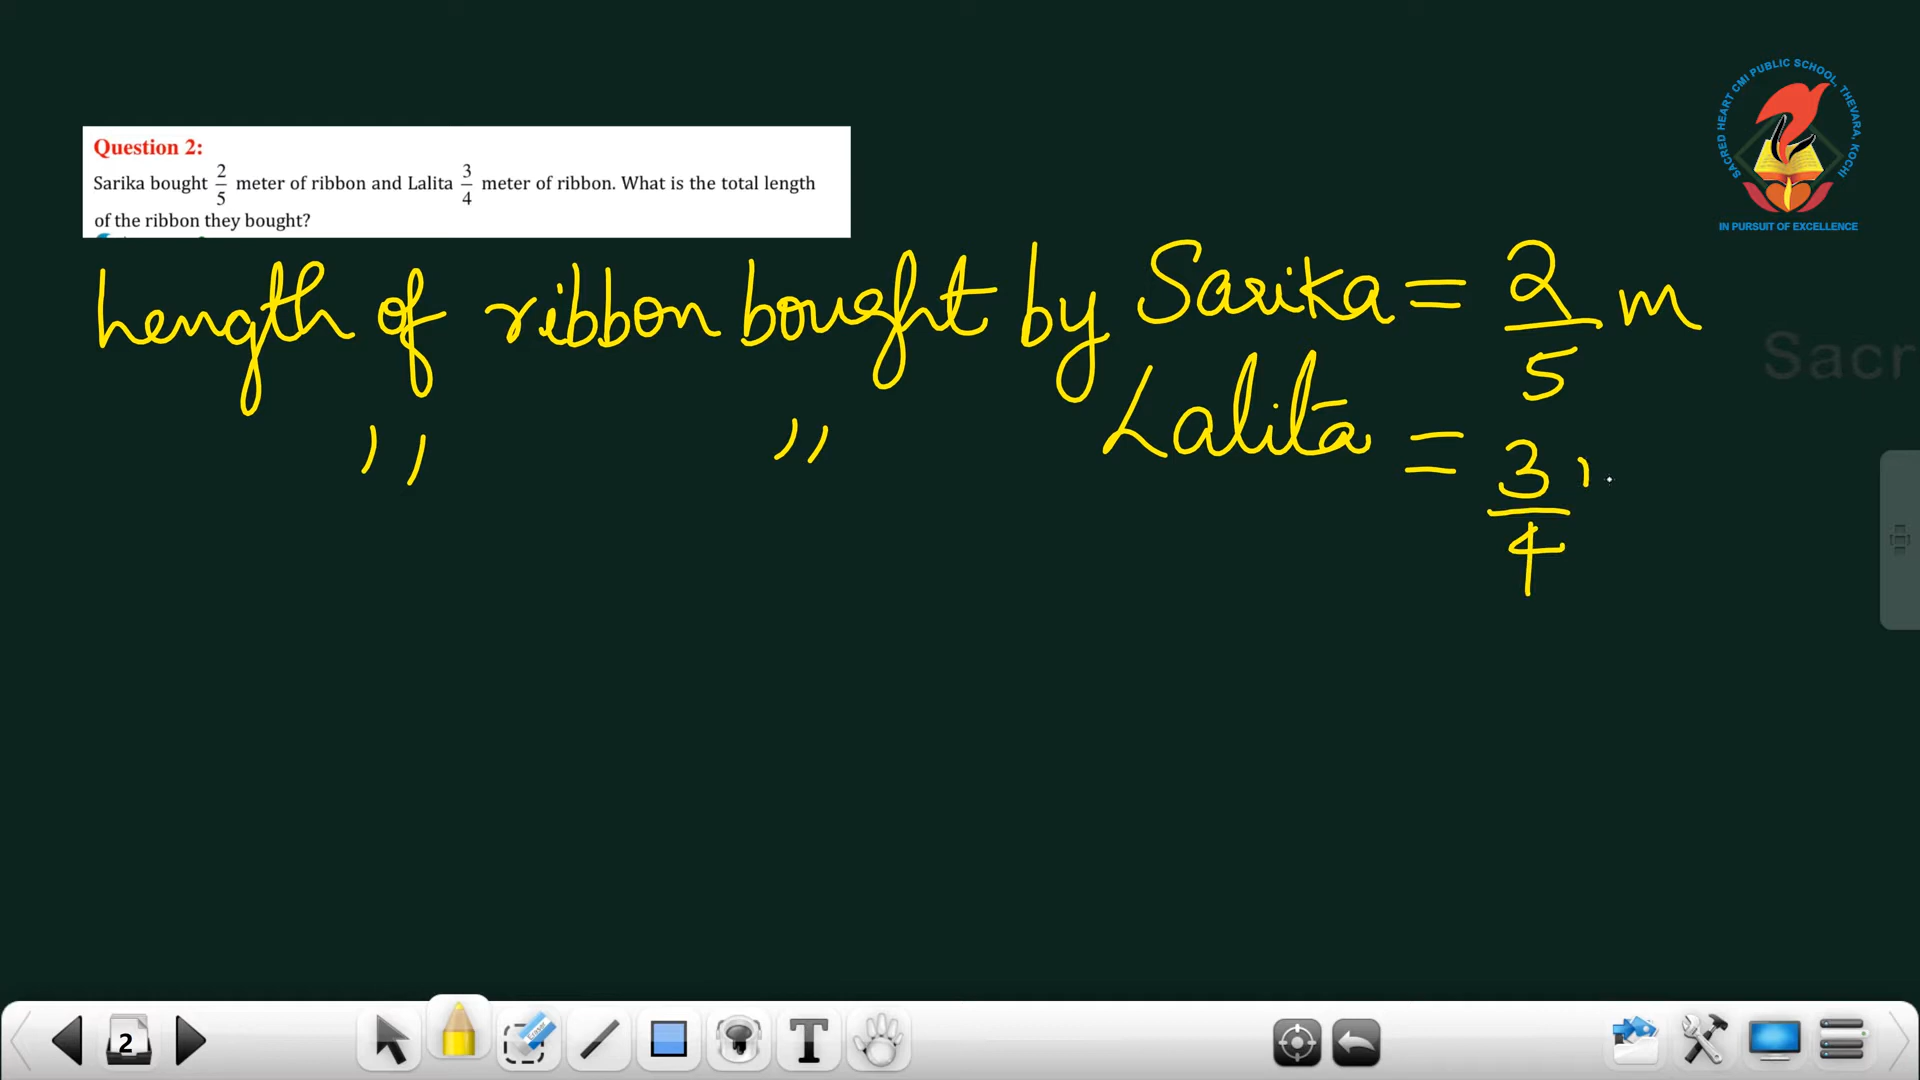 SACRED HEART CMI PUBLIC SCHOOL, THEVARA, KOCHI
IN PURSUIT OF EXCELLENCE
Question 2:
Sarika bought 2/5 meter of ribbon and Lalita 3/4 meter of ribbon. What is the total length
of the ribbon they bought?
Length of ribbon bought by Sarika = 2/5 m
,, ,, Lalita = 3/4
Sacr
2
T